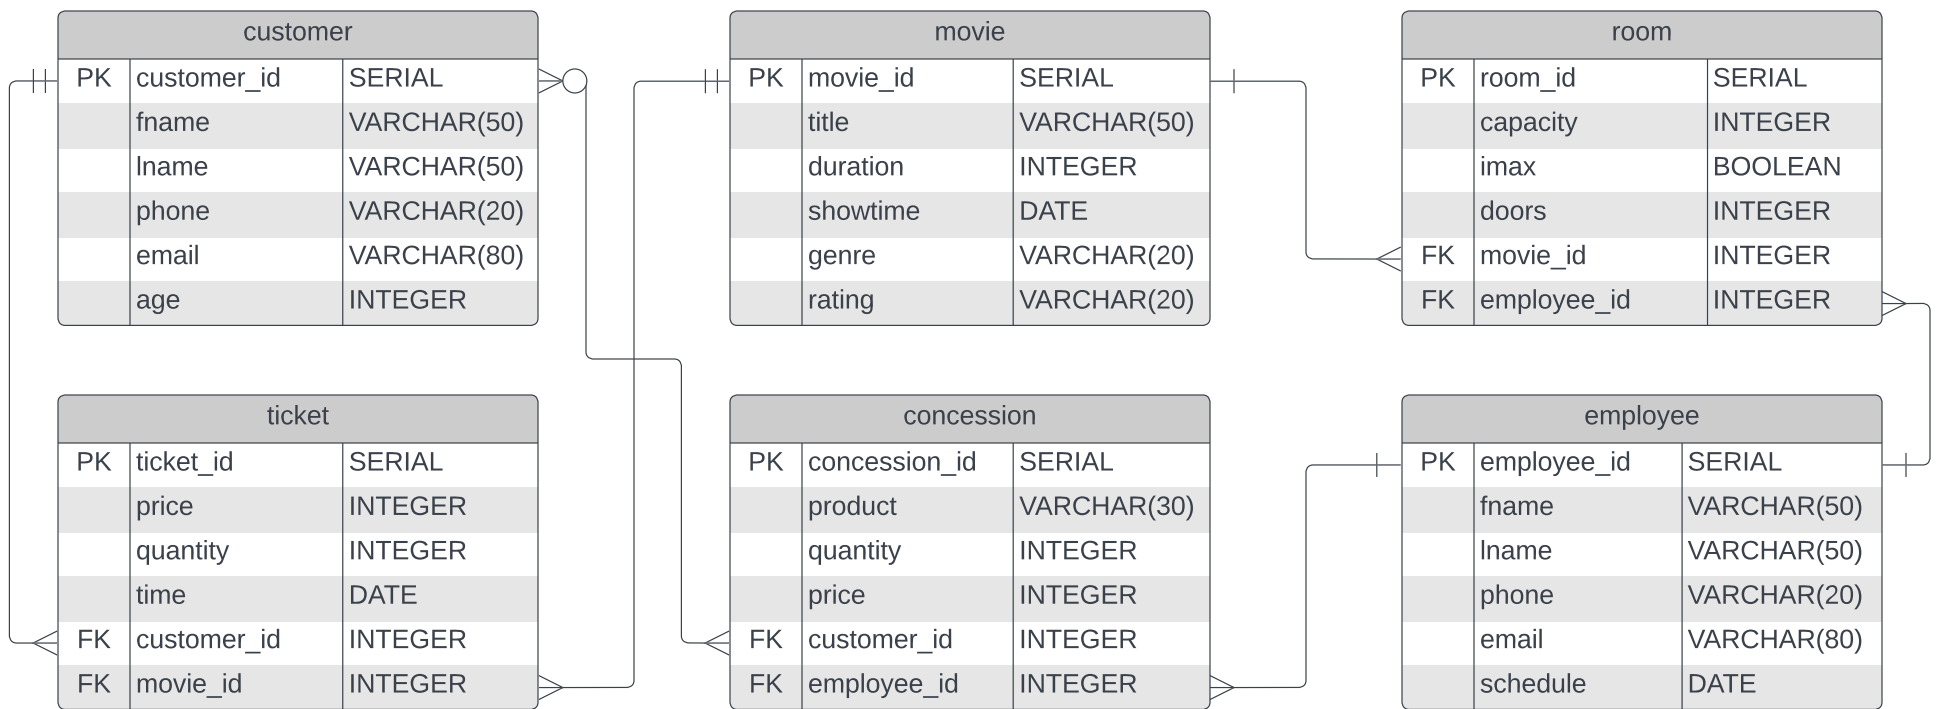 customer
PK customer_id SERIAL
fname VARCHAR(50)
lname VARCHAR(50)
phone VARCHAR(20)
email VARCHAR(80)
age INTEGER
movie
PK movie_id SERIAL
title VARCHAR(50)
duration INTEGER
showtime DATE
genre VARCHAR(20)
rating VARCHAR(20)
room
PK room_id SERIAL
capacity INTEGER
imax BOOLEAN
doors INTEGER
FK movie_id INTEGER
FK employee_id INTEGER
ticket
PK ticket_id SERIAL
price INTEGER
quantity INTEGER
time DATE
FK customer_id INTEGER
FK movie_id INTEGER
concession
PK concession_id SERIAL
product VARCHAR(30)
quantity INTEGER
price INTEGER
FK customer_id INTEGER
FK employee_id INTEGER
employee
PK employee_id SERIAL
fname VARCHAR(50)
lname VARCHAR(50)
phone VARCHAR(20)
email VARCHAR(80)
schedule DATE